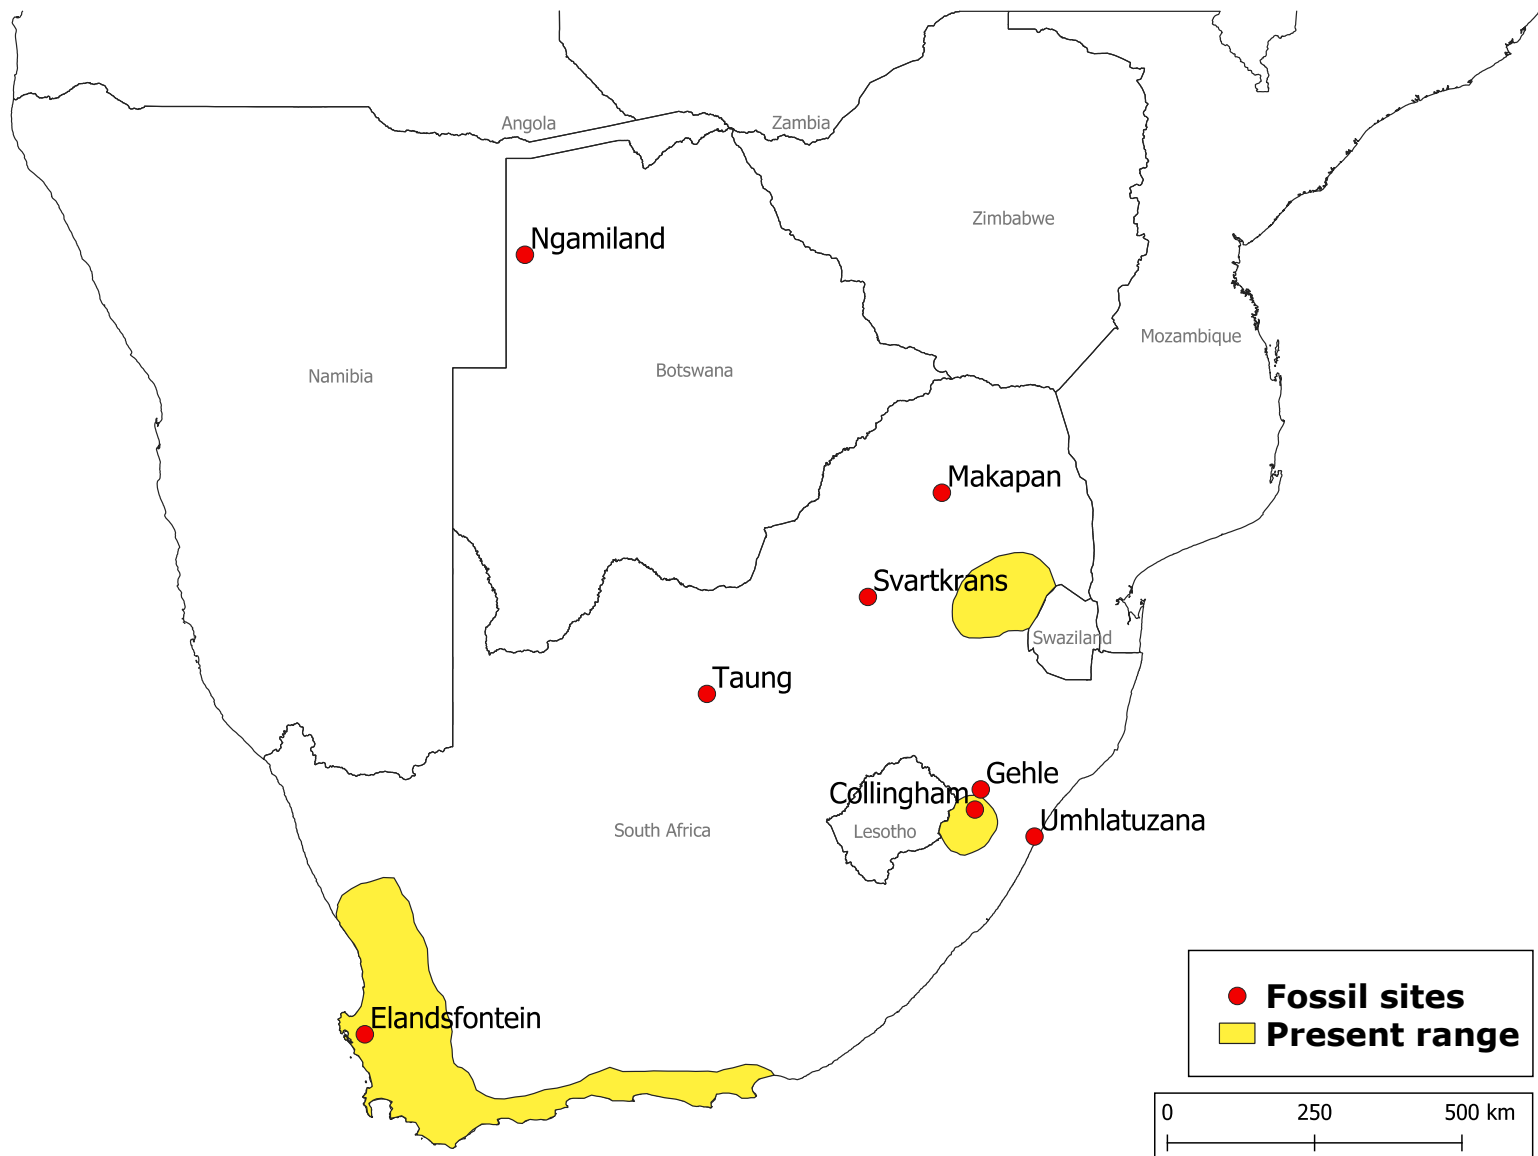 Angola
Zambia
Zimbabwe
Ngamiland
Mozambique
Namibia
Botswana
Makapan
Svartkrans
Swaziland
Taung
Gehle
Collingham
Umhlatuzana
South Africa
Lesotho
Elandsfontein
Fossil sites
Present range
0 250 500 km